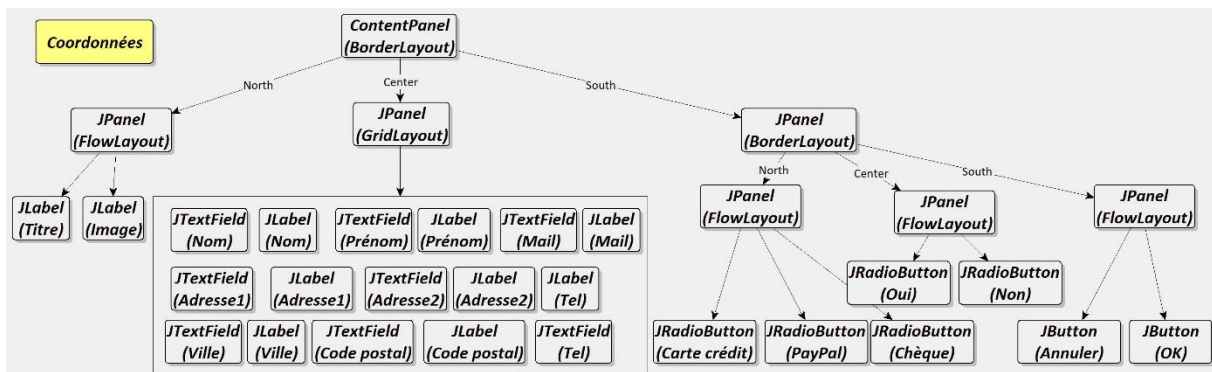 Coordonnées
ContentPanel
(BorderLayout)
North
Center
South
JPanel
(FlowLayout)
JPanel
(GridLayout)
JPanel
(BorderLayout)
North
Center
South
JLabel
(Titre)
JLabel
(Image)
JPanel
(FlowLayout)
JPanel
(FlowLayout)
JPanel
(FlowLayout)
JTextField
(Nom)
JLabel
(Nom)
JTextField
(Prénom)
JLabel
(Prénom)
JTextField
(Mail)
JLabel
(Mail)
JTextField
(Adresse1)
JLabel
(Adresse1)
JTextField
(Adresse2)
JLabel
(Adresse2)
JLabel
(Tel)
JTextField
(Ville)
JLabel
(Ville)
JTextField
(Code postal)
JLabel
(Code postal)
JTextField
(Tel)
JRadioButton
(Oui)
JRadioButton
(Non)
JRadioButton
(Carte crédit)
JRadioButton
(PayPal)
JRadioButton
(Chèque)
JButton
(Annuler)
JButton
(OK)